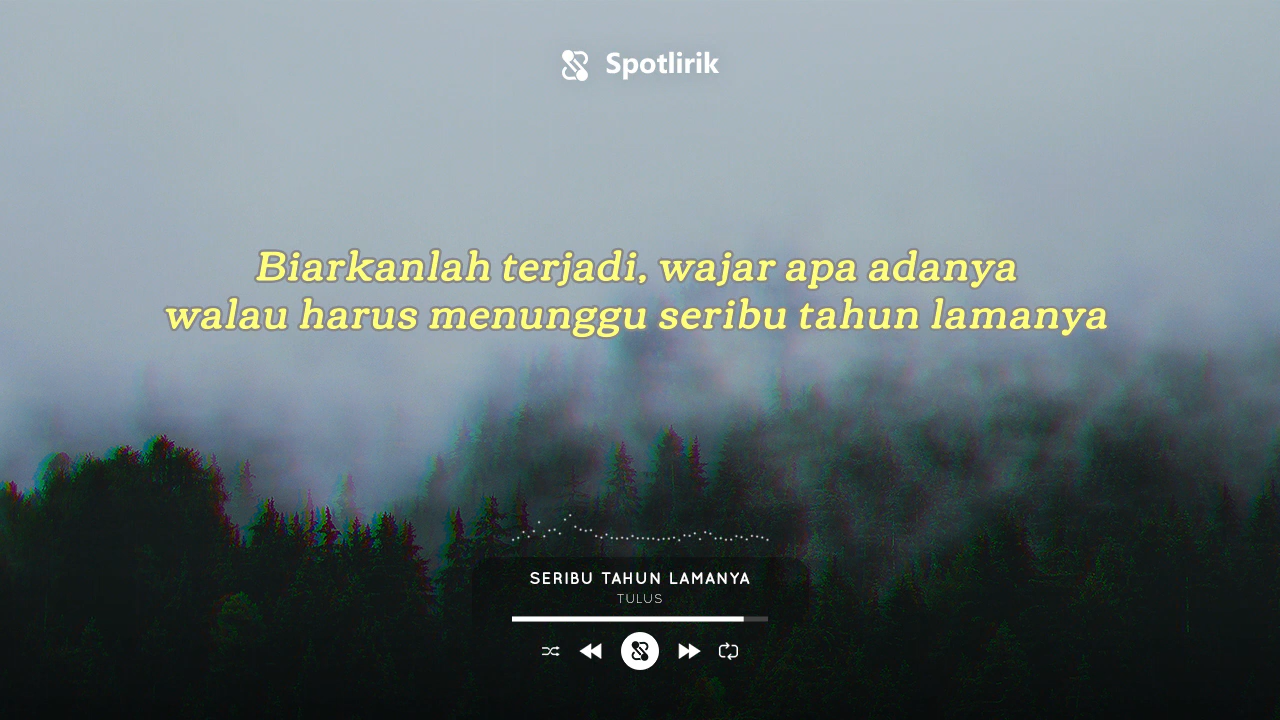 Spotlirik
Biarkanlah terjadi, wajar apa adanya
walau harus menunggu seribu tahun lamanya
SERIBU TAHUN LAMANYA
TULUS